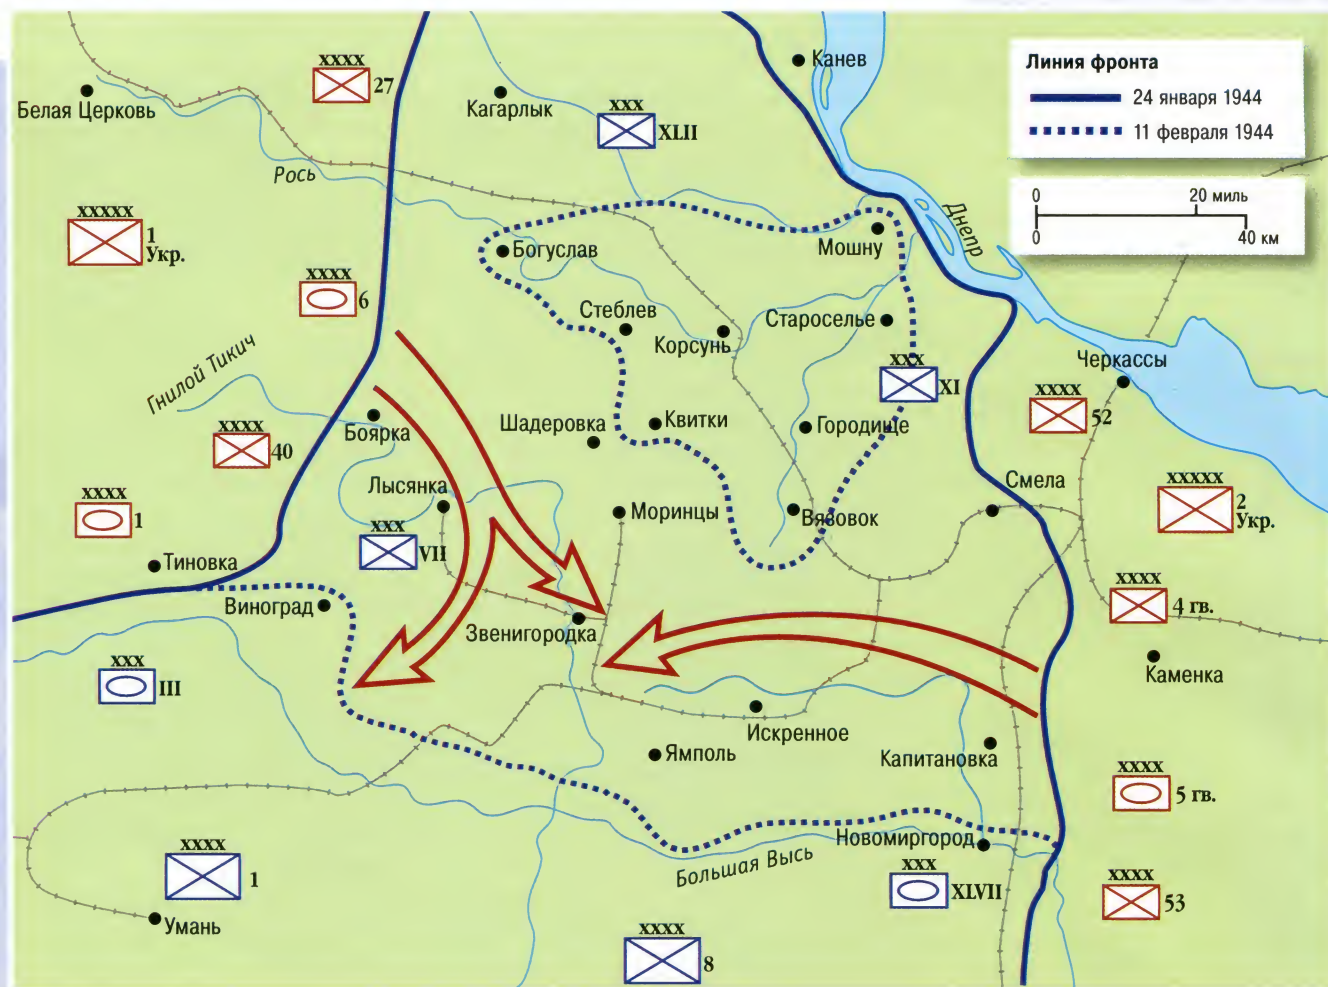 Линия фронта
24 января 1944
11 февраля 1944
0 20 миль
0 40 км
Канев
XXXX
27
Белая Церковь
Кагарлык
XXX
XLII
Рось
Днепр
XXXXX
1
Укр.
Мошну
Богуслав
XXXX
6
Стеблев
Староселье
Корсунь
Гнилой Тикич
XXX
XI
Черкассы
XXXX
52
Боярка
Шадеровка
Квитки
Городище
XXXX
40
Лысянка
Моринцы
Вязовок
Смела
XXXXX
2
Укр.
XXXX
1
XXX
VII
Тиновка
Виноград
Звенигородка
XXXX
4 гв.
Каменка
XXX
III
Искренное
Ямполь
Капитановка
XXXX
5 гв.
Новомиргород
Большая Высь
XXXX
1
XXX
XLVII
XXXX
53
Умань
XXXX
8